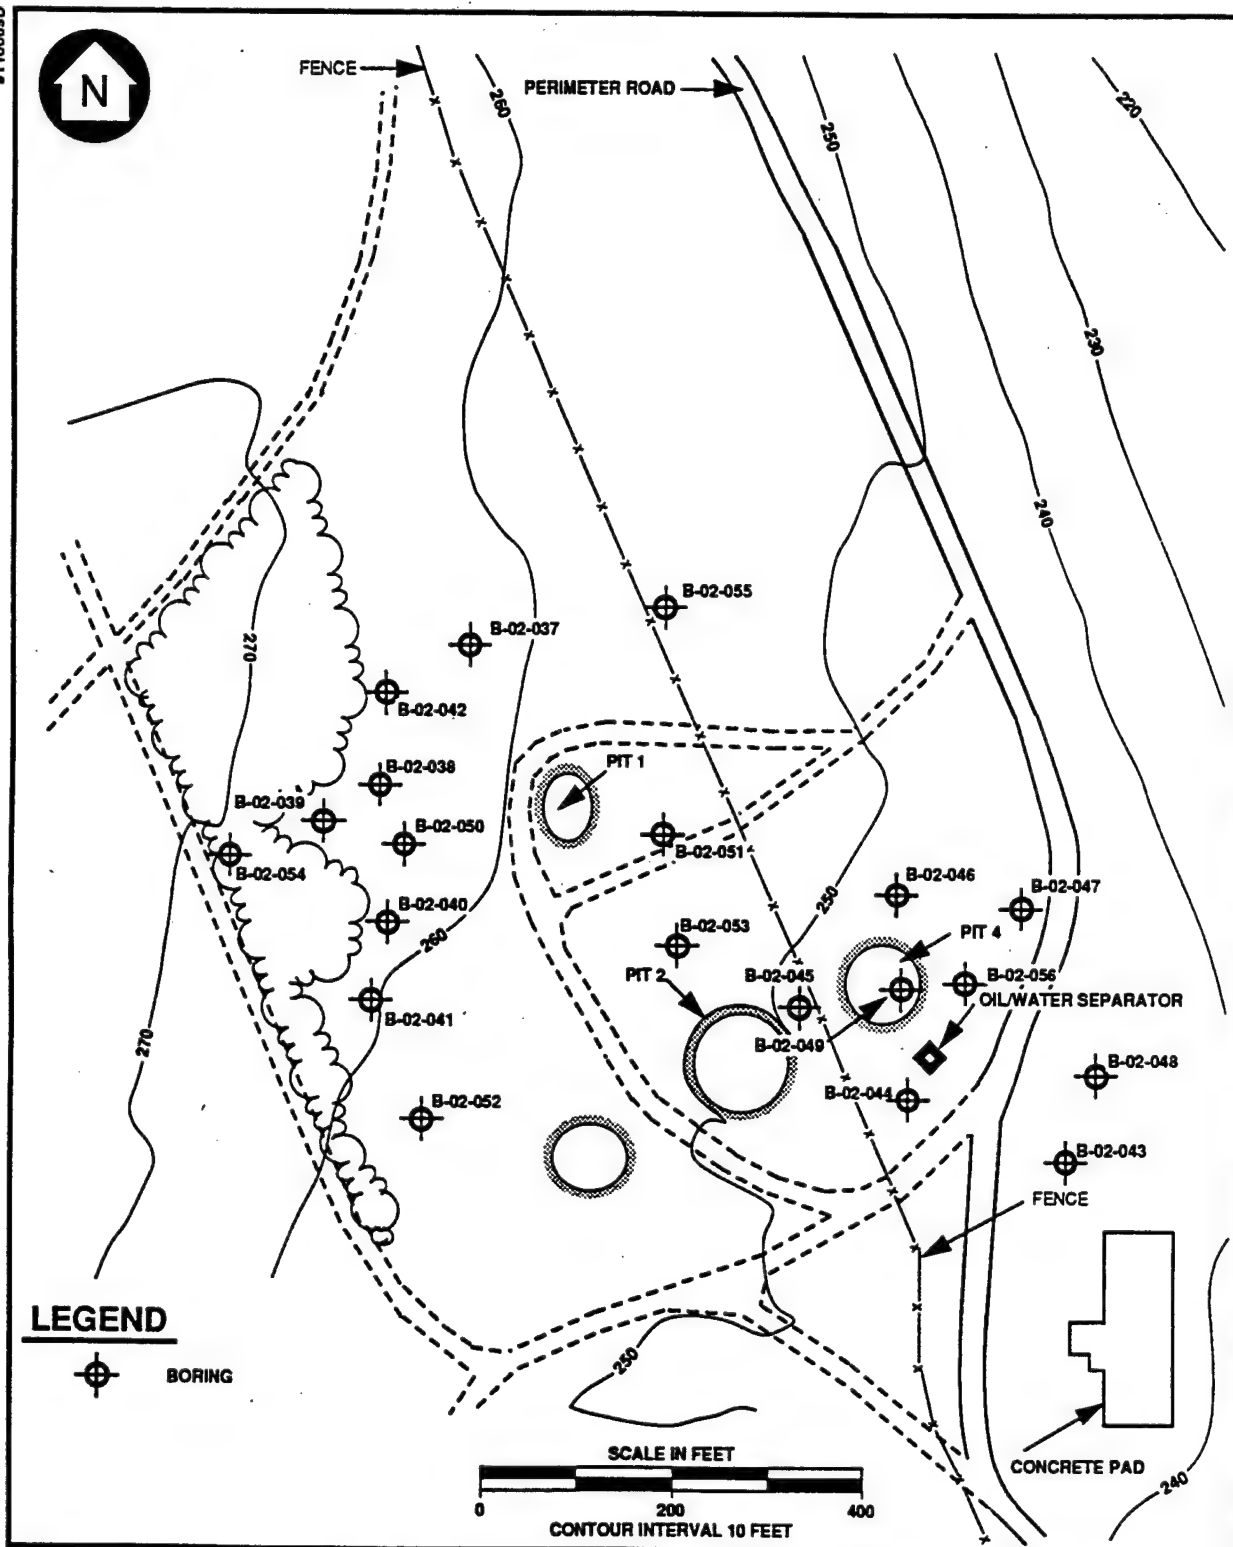 N
FENCE
PERIMETER ROAD
260
250
220
230
240
B-02-055
B-02-037
270
B-02-042
B-02-038
PIT 1
B-02-039
B-02-050
B-02-051
B-02-054
B-02-046
B-02-047
B-02-040
250
260
B-02-053
PIT 4
PIT 2
B-02-045
B-02-056
OIL/WATER SEPARATOR
B-02-041
270
B-02-049
B-02-048
B-02-044
B-02-052
B-02-043
FENCE
LEGEND
BORING
250
SCALE IN FEET
0 200 400
CONTOUR INTERVAL 10 FEET
CONCRETE PAD
240